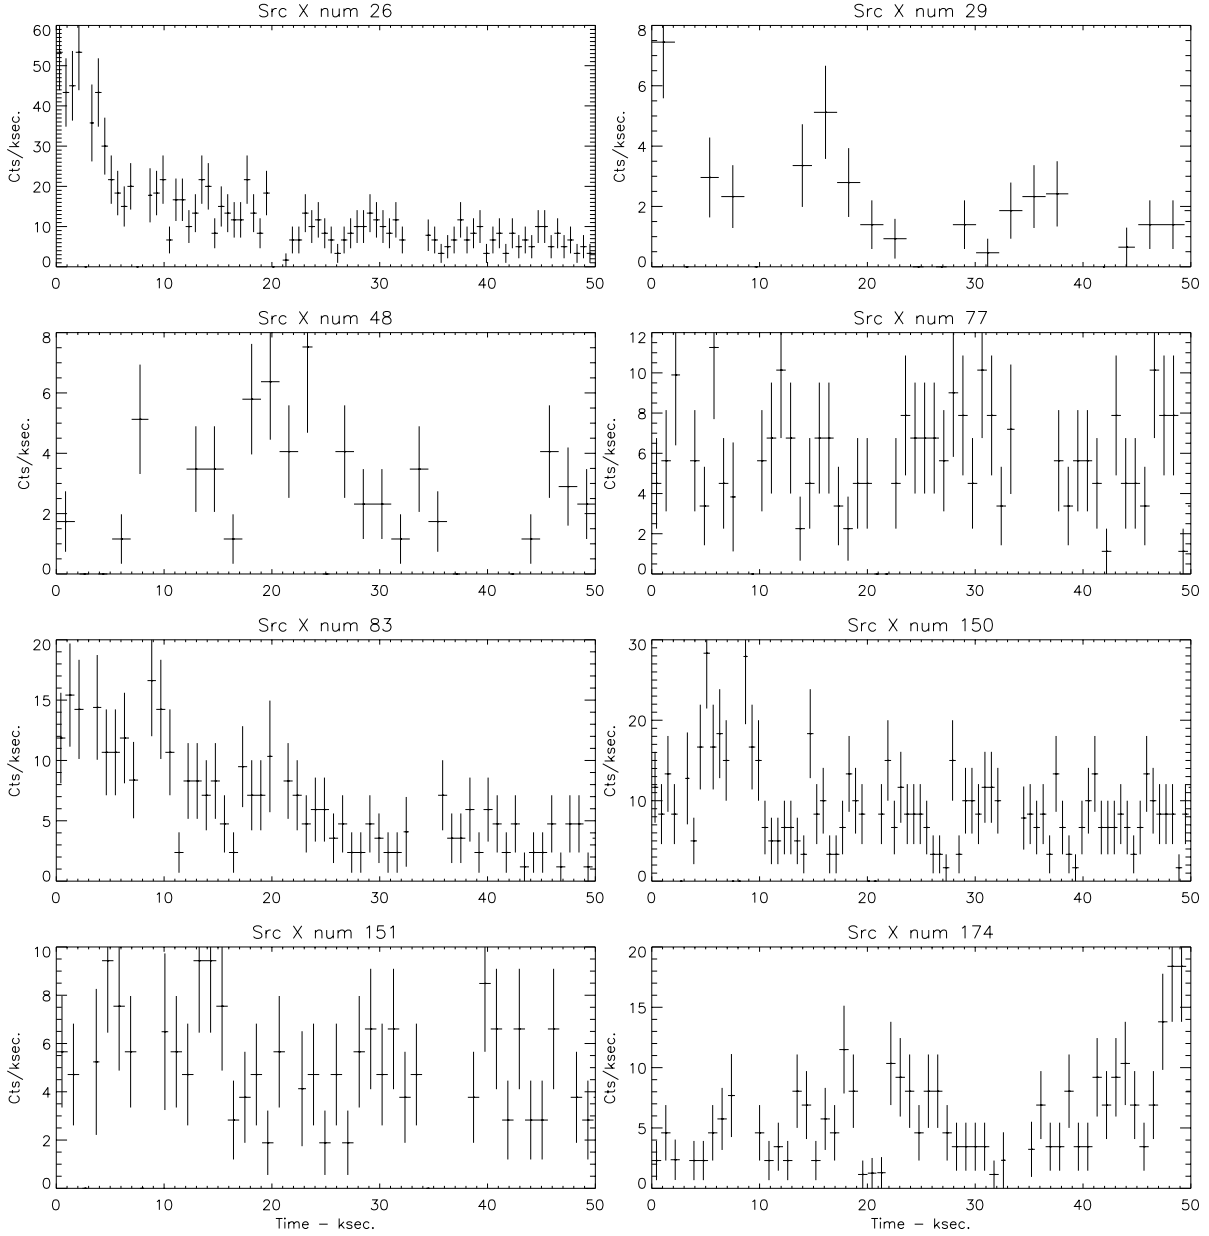 Src X num 26
Src X num 29
60
50
40
30
20
10
0
Cts/ksec.
0 10 20 30 40 50
8
6
4
2
0
Cts/ksec.
0 10 20 30 40 50
Src X num 48
Src X num 77
8
6
4
2
0
Cts/ksec.
0 10 20 30 40 50
12
10
8
6
4
2
0
Cts/ksec.
0 10 20 30 40 50
Src X num 83
Src X num 150
20
15
10
5
0
Cts/ksec.
0 10 20 30 40 50
30
20
10
0
Cts/ksec.
0 10 20 30 40 50
Src X num 151
Src X num 174
10
8
6
4
2
0
Cts/ksec.
0 10 20 30 40 50
Time – ksec.
20
15
10
5
0
Cts/ksec.
0 10 20 30 40 50
Time – ksec.